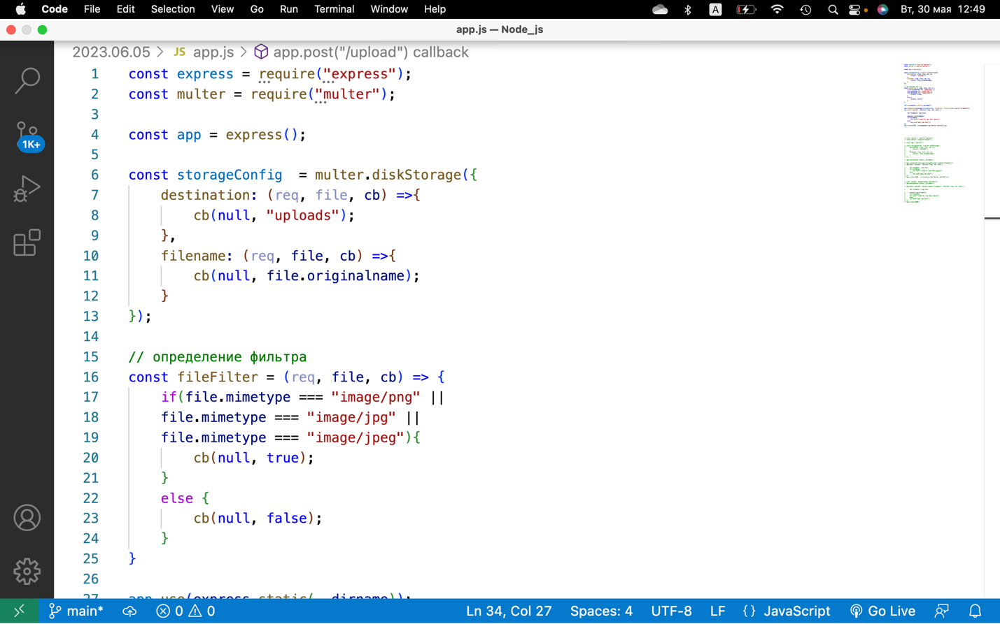 Code File Edit Selection View Go Run Terminal Window Help A Вт, 30 мая 12:49
app.js — Node_js
2023.06.05 > JS app.js > app.post("/upload") callback
1 const express = require("express");
2 const multer = require("multer");
3
4 const app = express();
5
6 const storageConfig  = multer.diskStorage({
7     destination: (req, file, cb) =>{
8         cb(null, "uploads");
9     },
10     filename: (req, file, cb) =>{
11         cb(null, file.originalname);
12     }
13 });
14
15 // определение фильтра
16 const fileFilter = (req, file, cb) => {
17     if(file.mimetype === "image/png" ||
18     file.mimetype === "image/jpg" ||
19     file.mimetype === "image/jpeg"){
20         cb(null, true);
21     }
22     else {
23         cb(null, false);
24     }
25 }
26
27 app.use(express.static(__dirname));
1K+
main* 0 0 Ln 34, Col 27 Spaces: 4 UTF-8 LF {} JavaScript Go Live